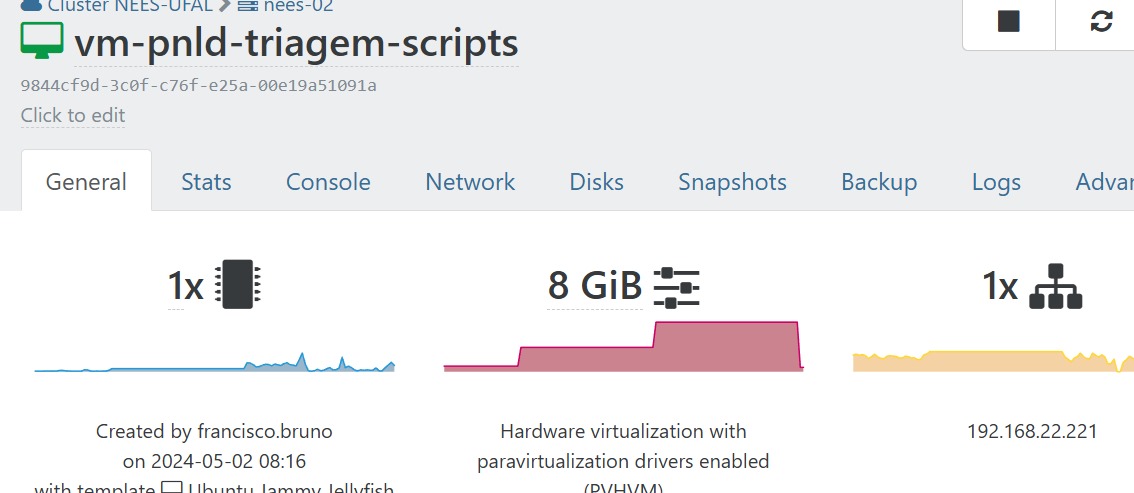 Cluster NEES-UFAL nees-02
vm-pnld-triagem-scripts
9844cf9d-3c0f-c76f-e25a-00e19a51091a
Click to edit
General Stats Console Network Disks Snapshots Backup Logs Advan
1x
8 GiB
1x
Created by francisco.bruno
on 2024-05-02 08:16
with template Ubuntu Jammy Jellyfish
Hardware virtualization with
paravirtualization drivers enabled
(PVHVM)
192.168.22.221